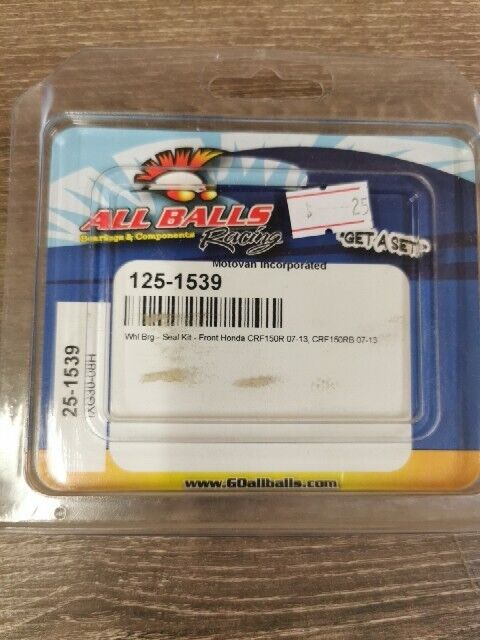 ALL BALLS
Bearings & Components
Racing
$ 25
"GET A SET!"
Motovan Incorporated
125-1539
Whl Brg - Seal Kit - Front Honda CRF150R 07-13, CRF150RB 07-13
25-1539
www.GOallballs.com